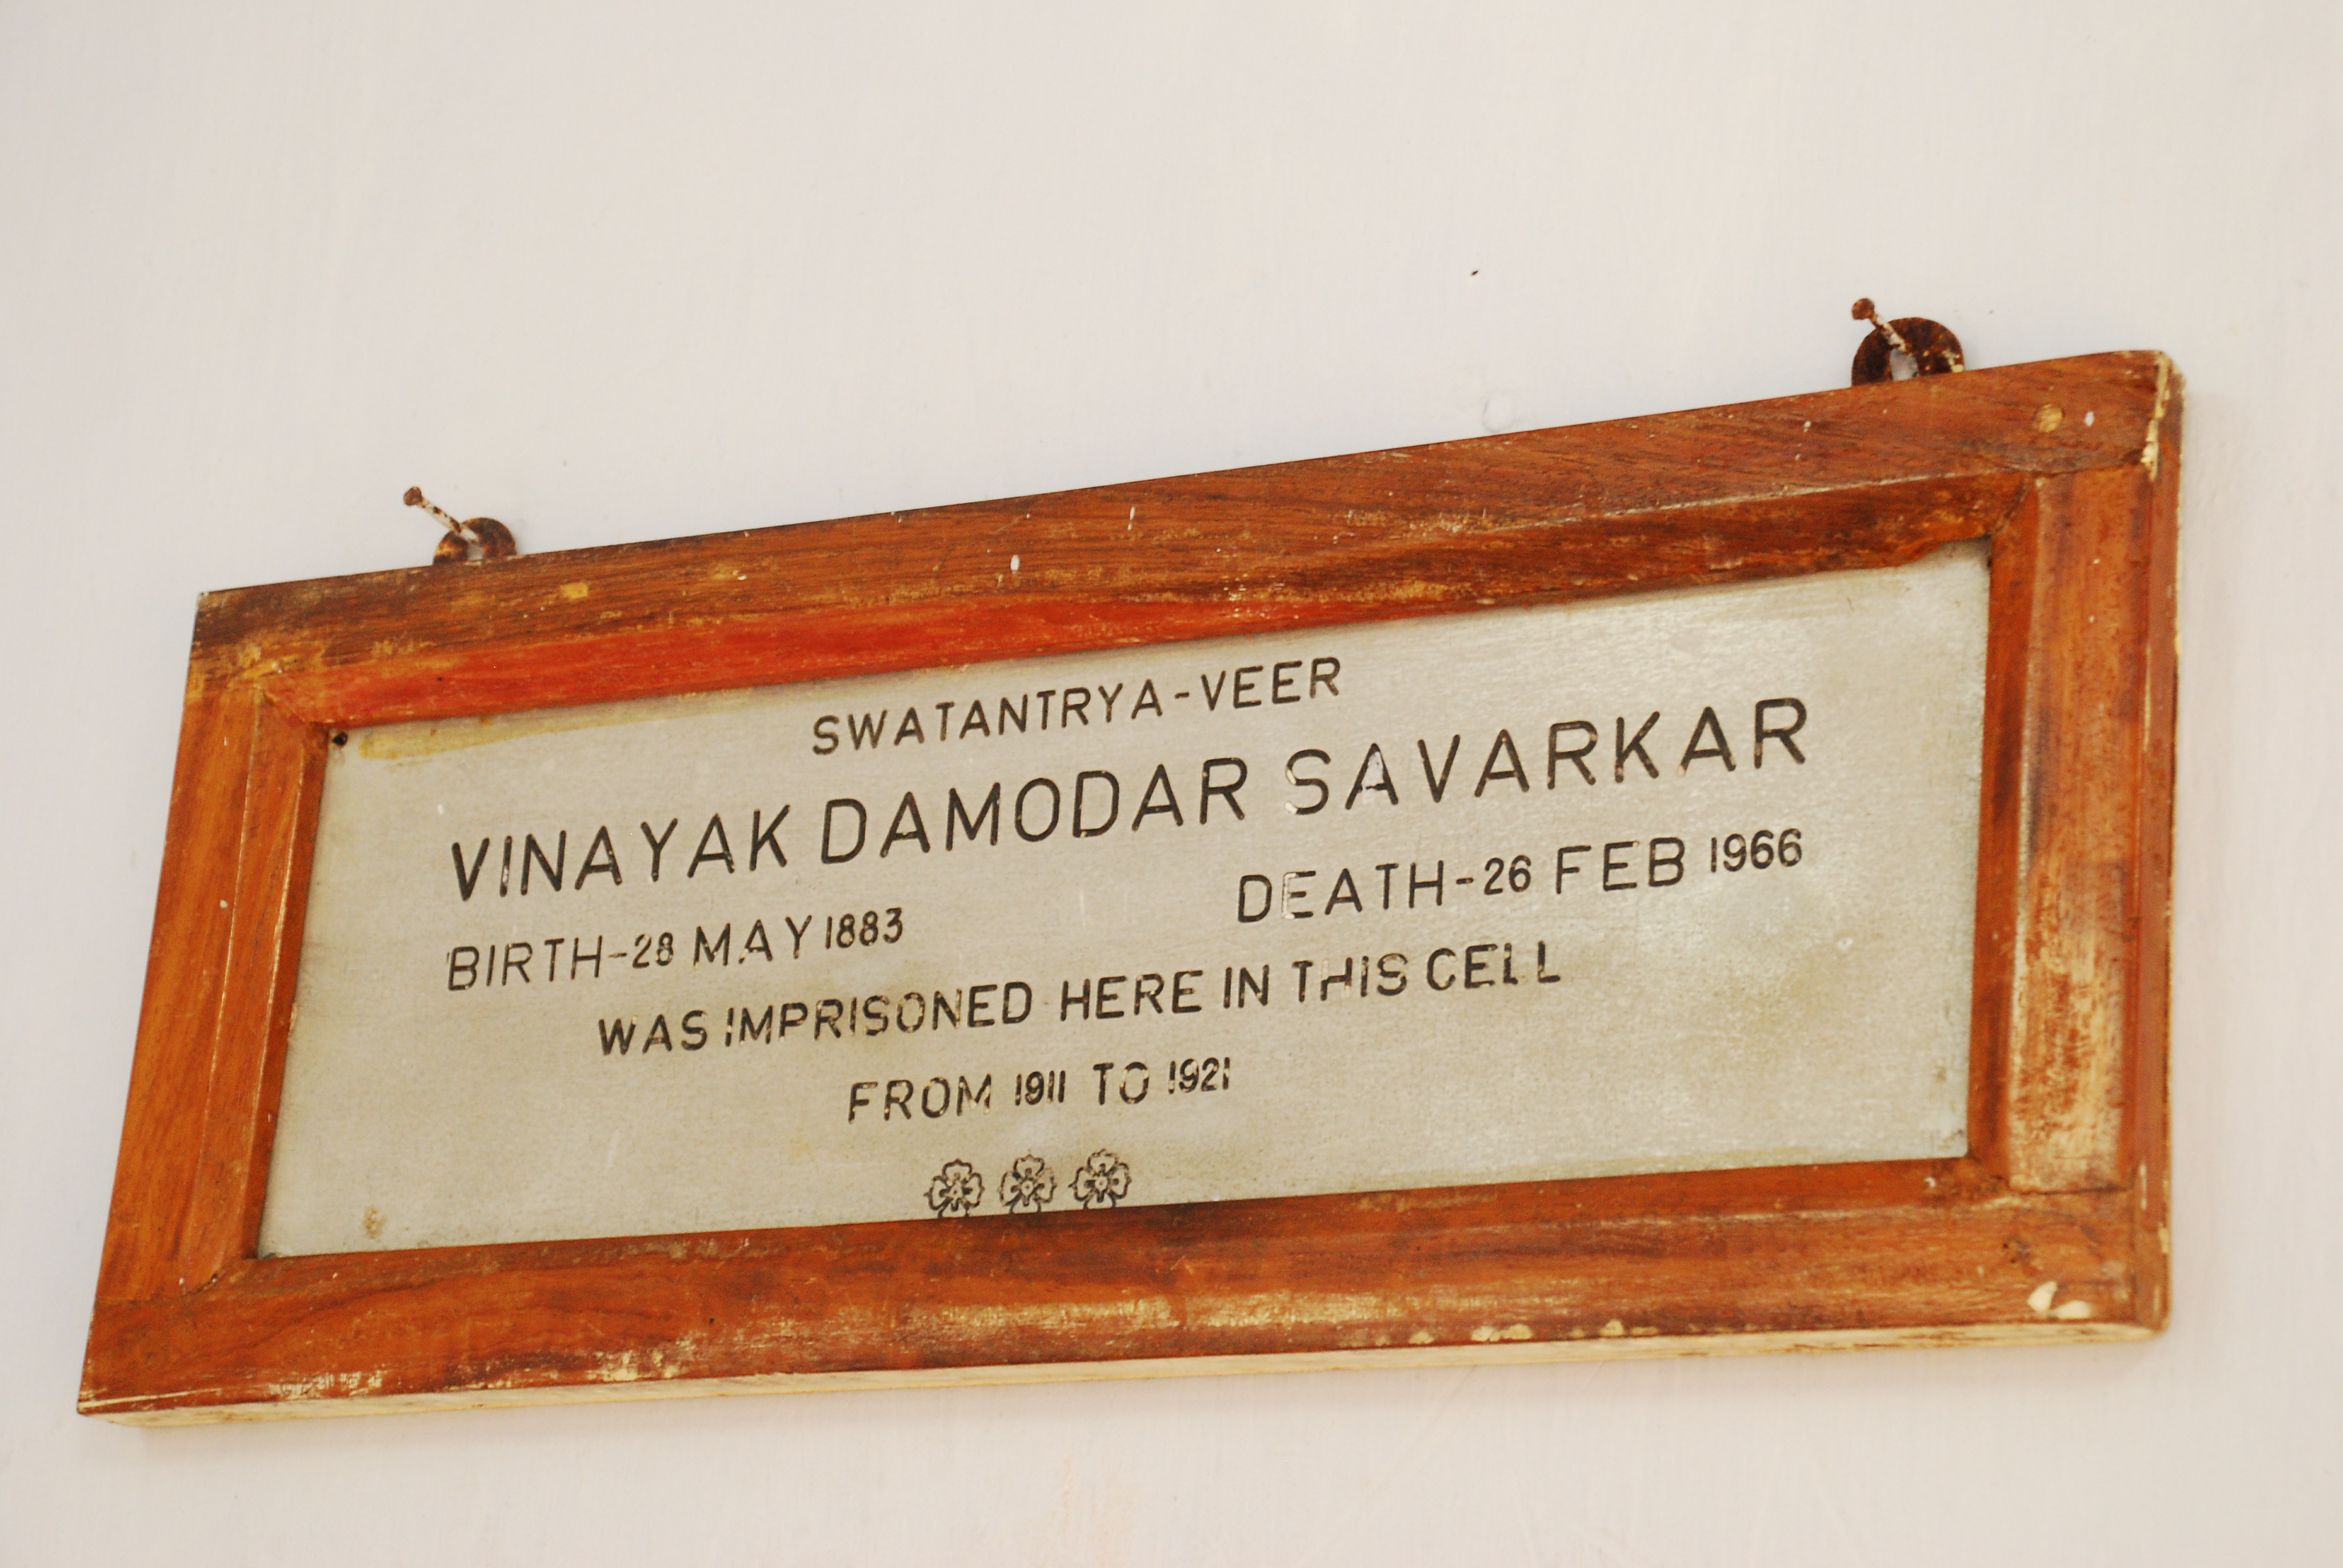 SWATANTRYA-VEER
VINAYAK DAMODAR SAVARKAR
BIRTH-28 MAY 1883 DEATH-26 FEB 1966
WAS IMPRISONED HERE IN THIS CELL
FROM 1911 TO 1921